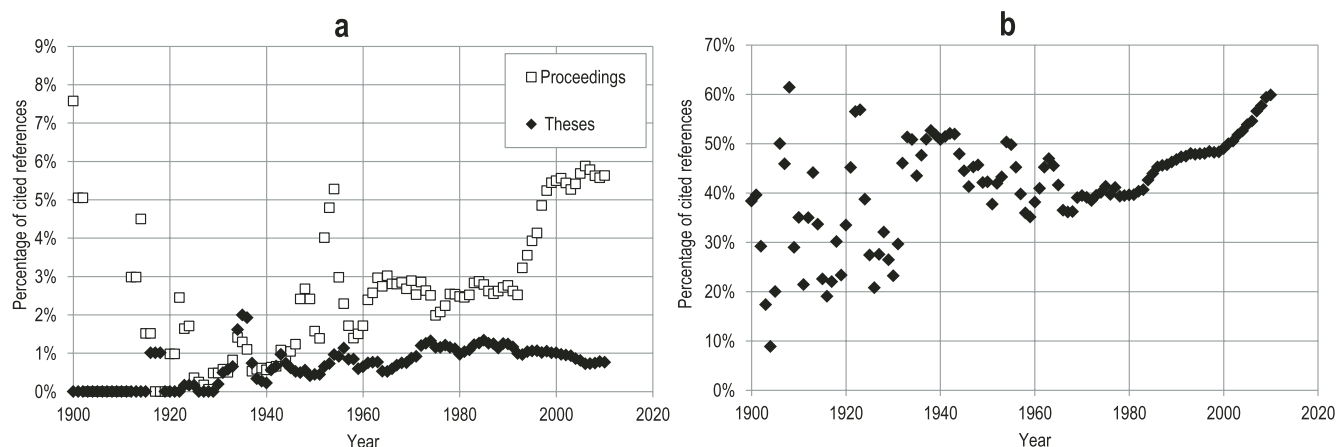 a
9%
8%
7%
6%
5%
4%
3%
2%
1%
0%
1900 1920 1940 1960 1980 2000 2020
Percentage of cited references
Year
Proceedings
Theses
b
70%
60%
50%
40%
30%
20%
10%
0%
1900 1920 1940 1960 1980 2000 2020
Percentage of cited references
Year